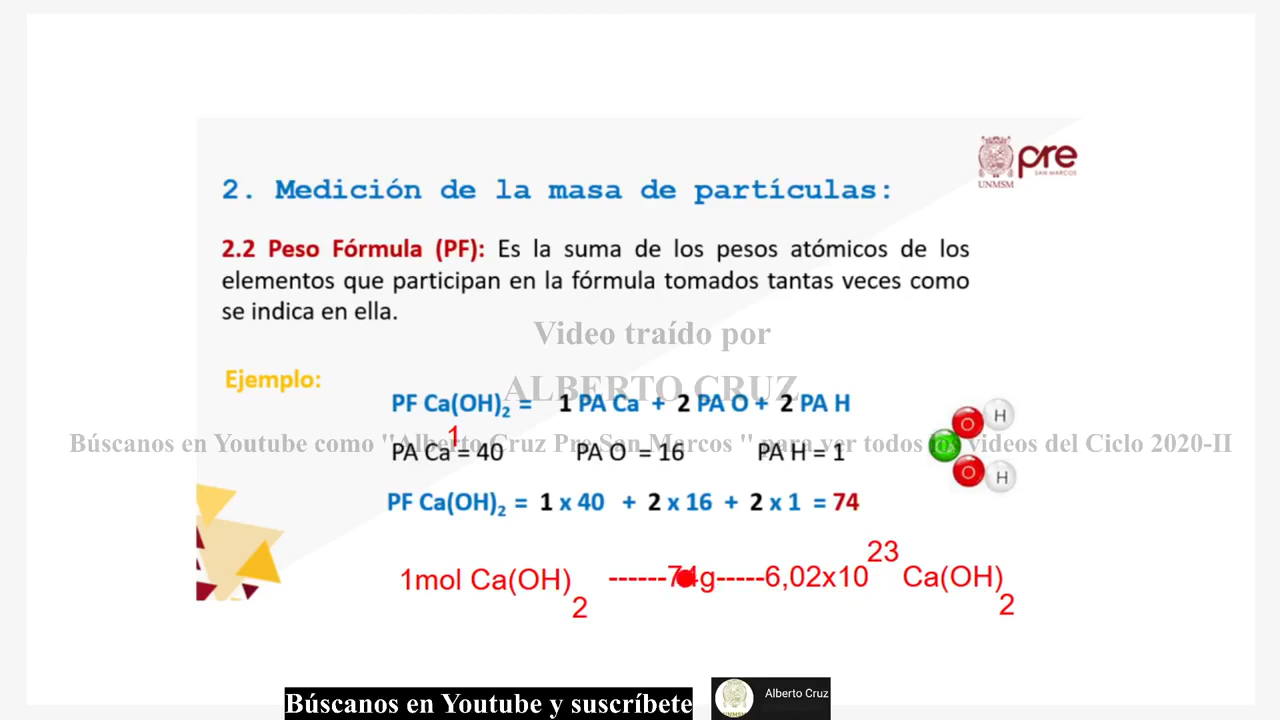 pre
SAN MARCOS
UNMSM
2. Medición de la masa de partículas:
2.2 Peso Fórmula (PF): Es la suma de los pesos atómicos de los
elementos que participan en la fórmula tomados tantas veces como
se indica en ella.
Video traído por
Ejemplo:
ALBERTO CRUZ
PF Ca(OH)₂ = 1 PA Ca + 2 PA O + 2 PA H
O H
1
Búscanos en Youtube como "Alberto Cruz Pre San Marcos " para ver todos los videos del Ciclo 2020-II
PA Ca = 40 PA O = 16 PA H = 1
O H
PF Ca(OH)₂ = 1 x 40 + 2 x 16 + 2 x 1 = 74
1mol Ca(OH)₂ ------74g-----6,02x10²³ Ca(OH)₂
Búscanos en Youtube y suscríbete
Alberto Cruz
UNMSM